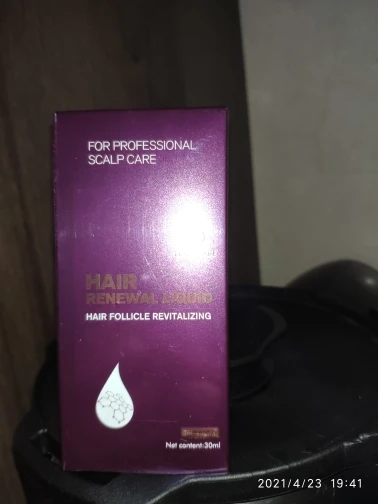 FOR PROFESSIONAL
SCALP CARE
HAIR
RENEWAL LIQUID
HAIR FOLLICLE REVITALIZING
Net content:30ml
2021/4/23 19:41